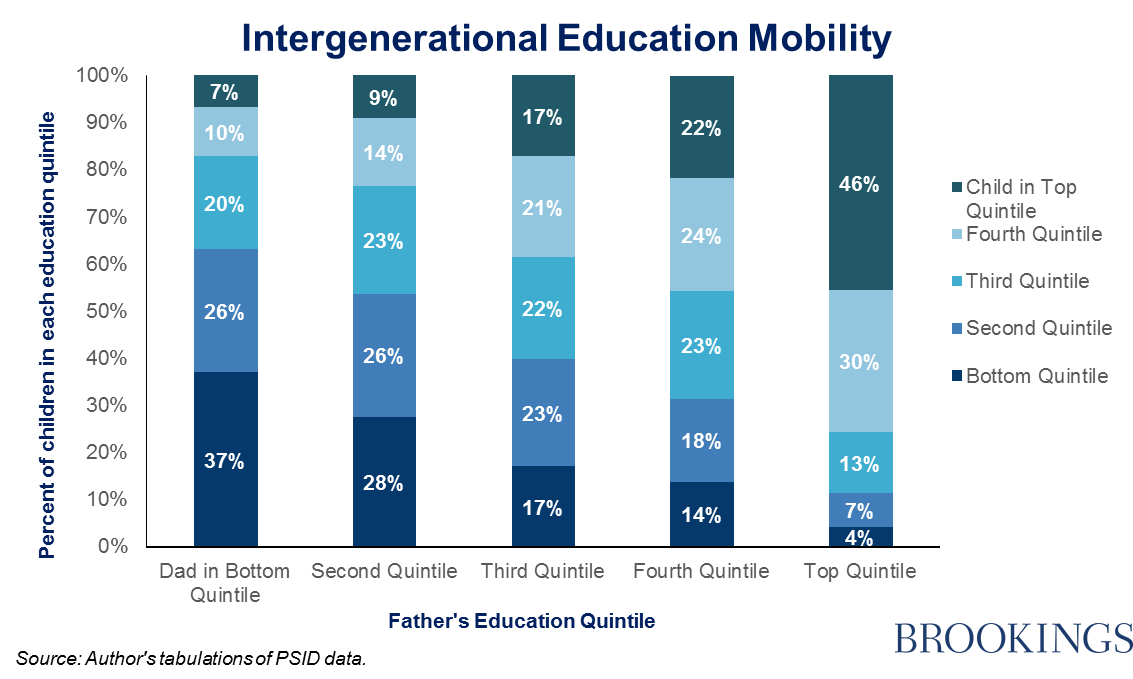 Intergenerational Education Mobility
Percent of children in each education quintile
100%
90%
80%
70%
60%
50%
40%
30%
20%
10%
0%
7%
10%
20%
26%
37%
9%
14%
23%
26%
28%
17%
21%
22%
23%
17%
22%
24%
23%
18%
14%
46%
30%
13%
7%
4%
Child in Top
Quintile
Fourth Quintile
Third Quintile
Second Quintile
Bottom Quintile
Dad in Bottom
Quintile
Second Quintile
Third Quintile
Fourth Quintile
Top Quintile
Father's Education Quintile
BROOKINGS
Source: Author's tabulations of PSID data.